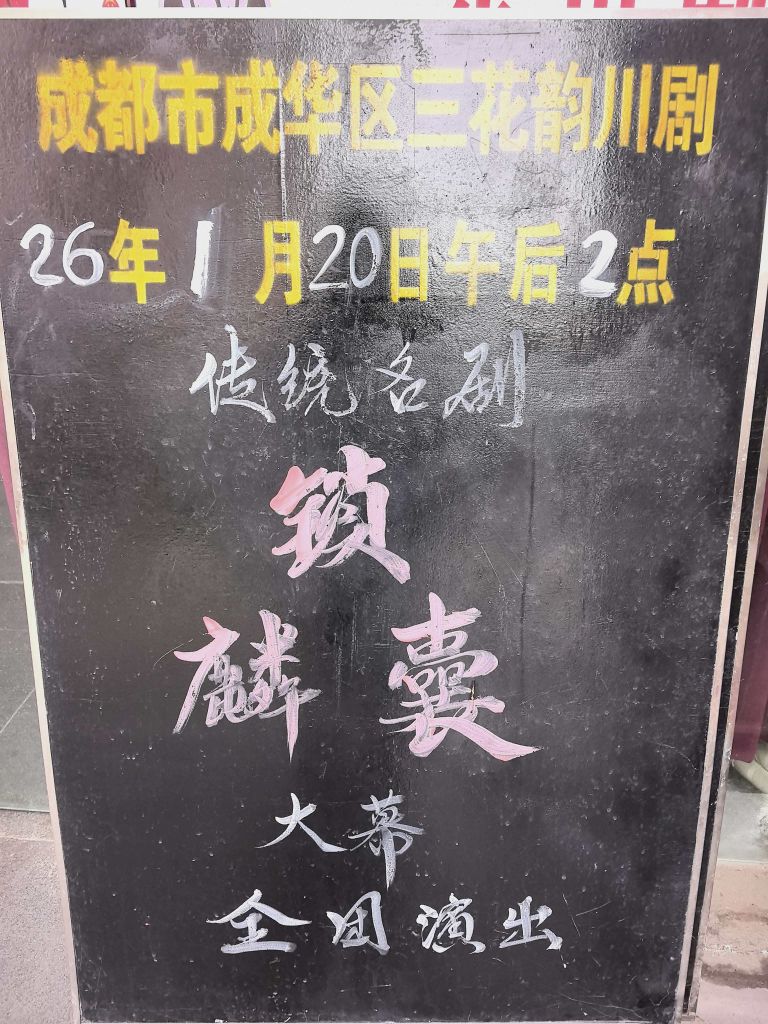 成都市成华区三花韵川剧
26年1月20日午后2点
传统名剧
锁
麟囊
大幕
全团演出